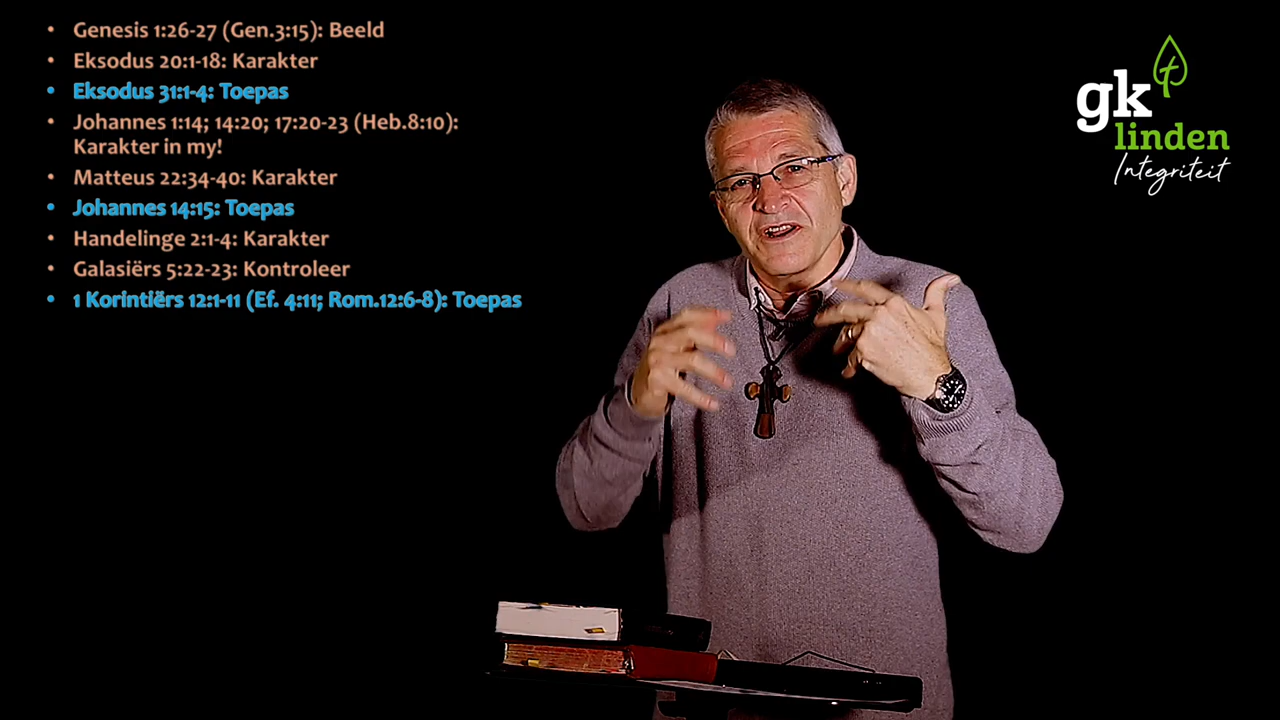 • Genesis 1:26-27 (Gen.3:15): Beeld
• Eksodus 20:1-18: Karakter
• Eksodus 31:1-4: Toepas
• Johannes 1:14; 14:20; 17:20-23 (Heb.8:10):
Karakter in my!
• Matteus 22:34-40: Karakter
• Johannes 14:15: Toepas
• Handelinge 2:1-4: Karakter
• Galasiërs 5:22-23: Kontroleer
• 1 Korintiërs 12:1-11 (Ef. 4:11; Rom.12:6-8): Toepas
gk
linden
Integriteit